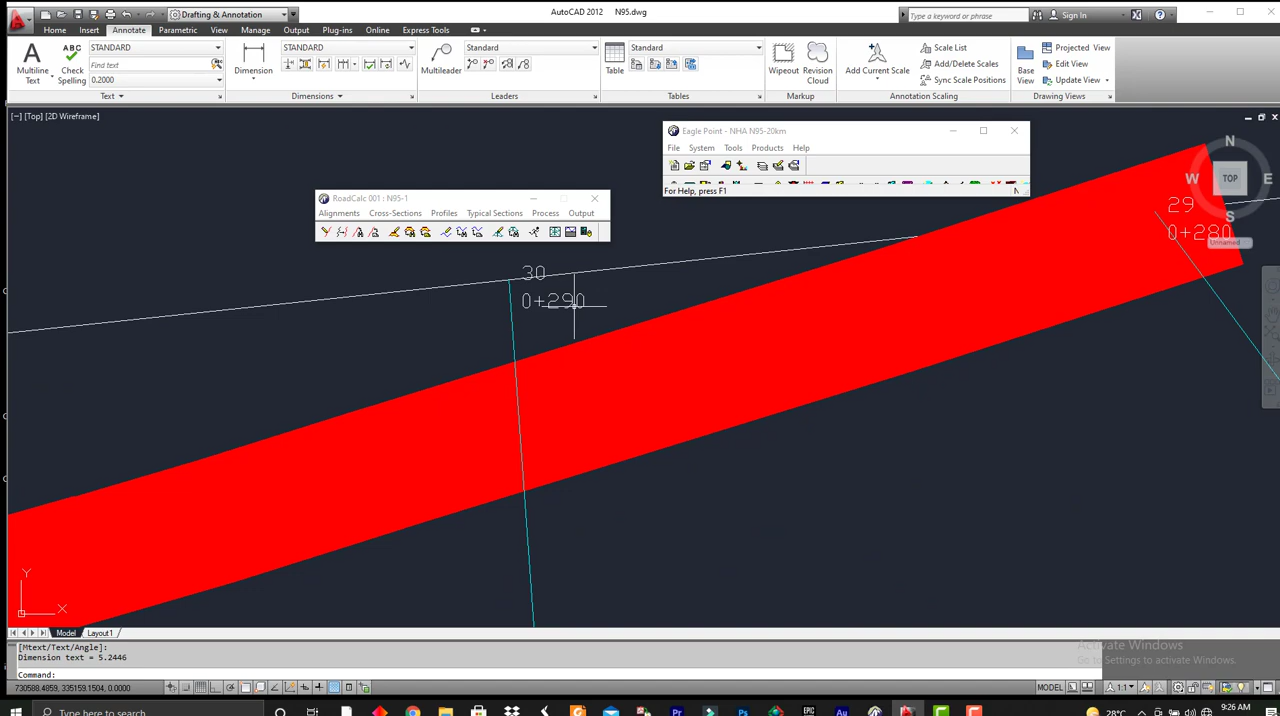 Drafting & Annotation
AutoCAD 2012 N95.dwg
Type a keyword or phrase
Sign In
Home Insert Annotate Parametric View Manage Output Plug-ins Online Express Tools
Multiline Text
ABC Check Spelling
STANDARD
Find text
0.2000
Dimension
STANDARD
Multileader
Standard
Table
Standard
Wipeout
Revision Cloud
Add Current Scale
Scale List
Add/Delete Scales
Sync Scale Positions
Base View
Projected View
Edit View
Update View
Text
Dimensions
Leaders
Tables
Markup
Annotation Scaling
Drawing Views
[−] [Top] [2D Wireframe]
Eagle Point - NHA N95-20km
File System Tools Products Help
For Help, press F1
N
RoadCalc 001 : N95-1
Alignments Cross-Sections Profiles Typical Sections Process Output
N
W TOP E
S
Unnamed
29
0+280
30
0+290
Y
X
Model Layout1
[Mtext/Text/Angle]:
Dimension text = 5.2446
Command:
Activate Windows
Go to Settings to activate Windows.
730588.4859, 335159.1504, 0.0000
MODEL
1:1
Type here to search
28°C
9:26 AM